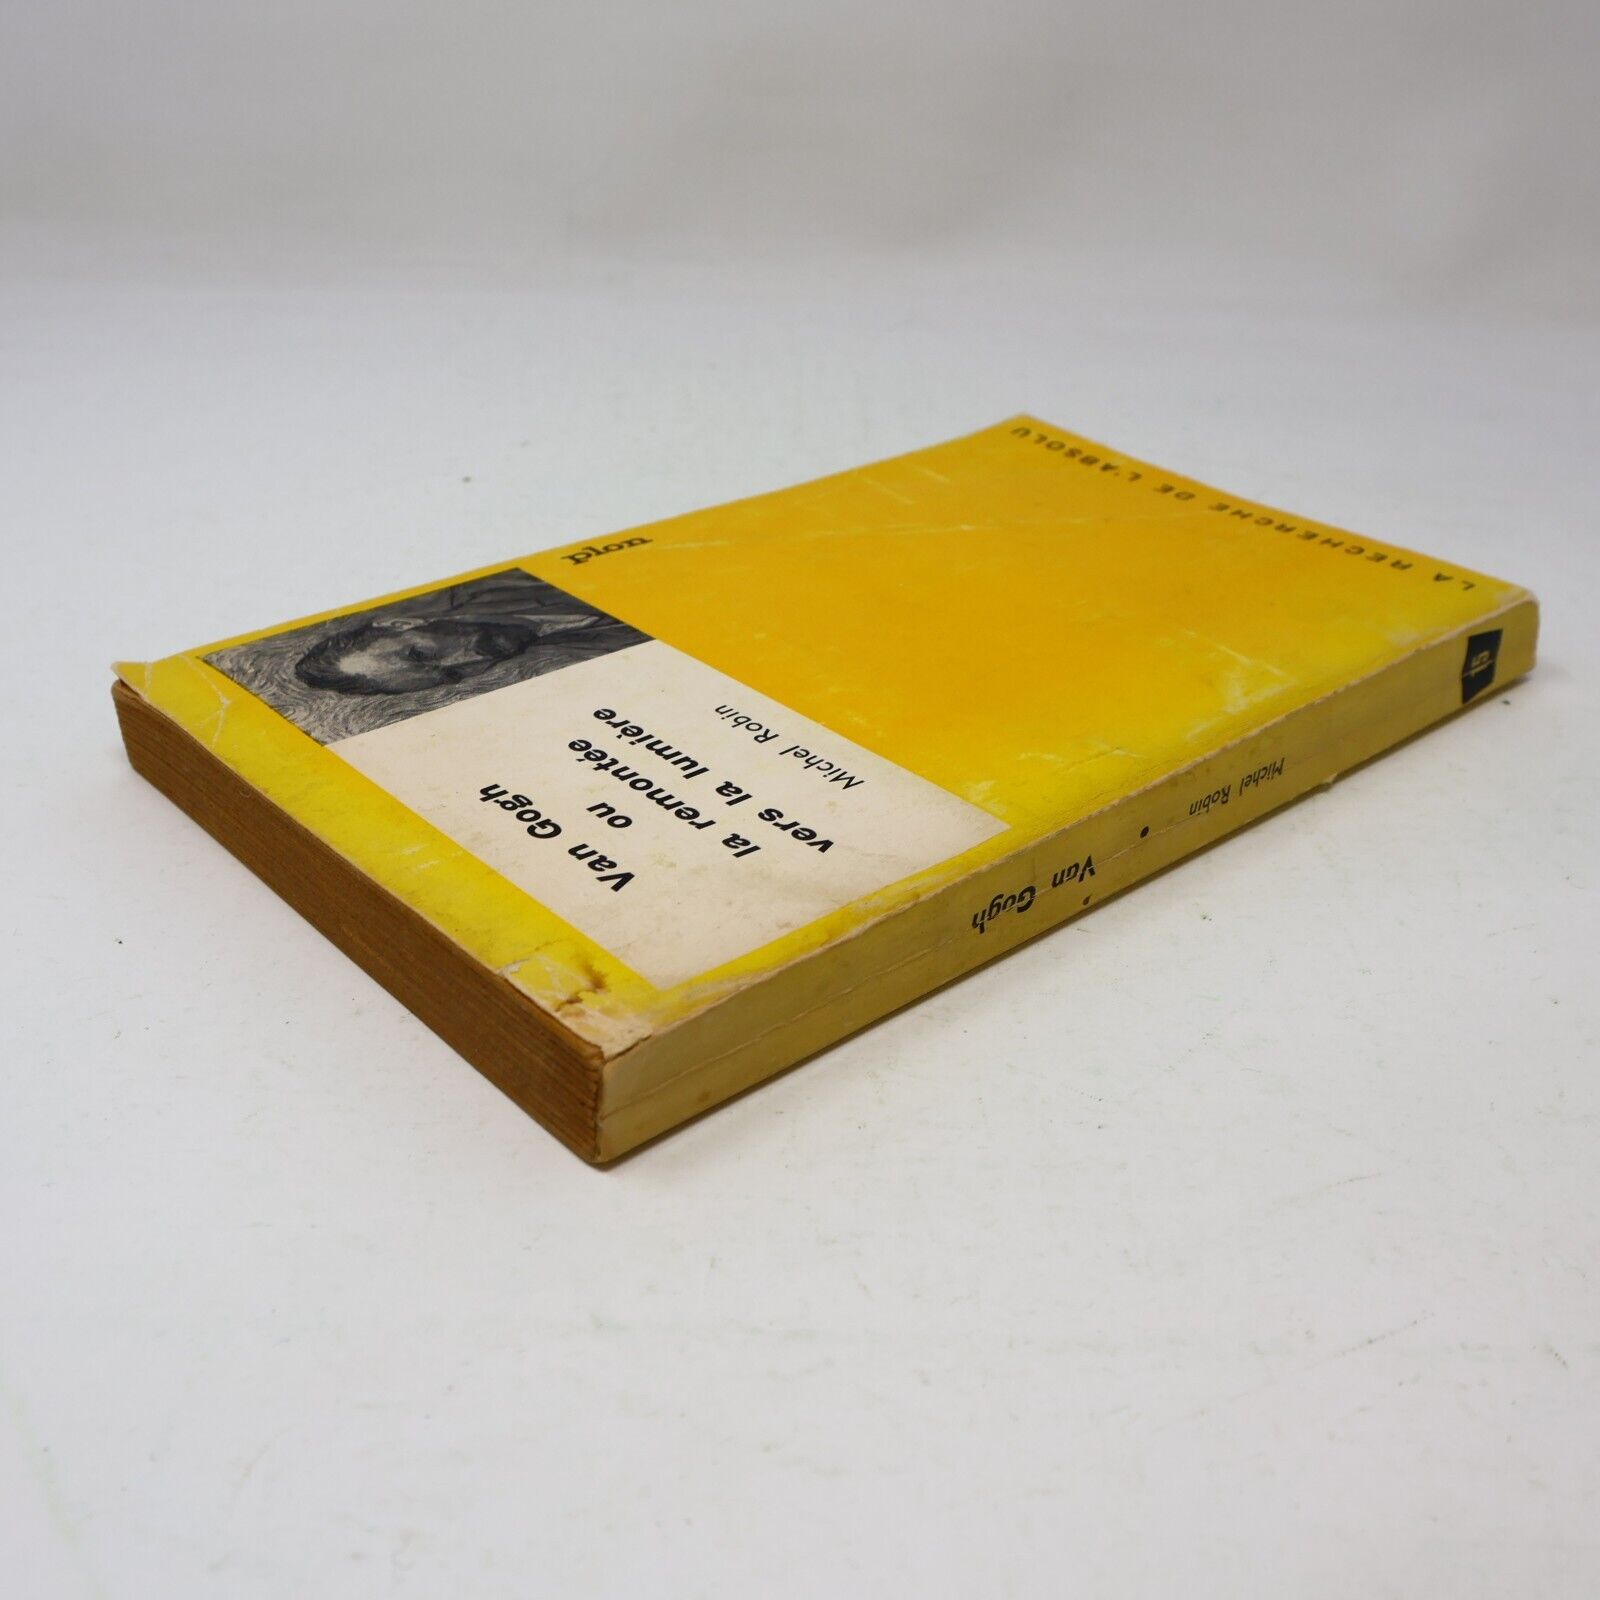 Van Gogh
ou
la remontée
vers la lumière
Michel Robin
plon
LA RECHERCHE DE L'ABSOLU
• Van Gogh •
Michel Robin
15